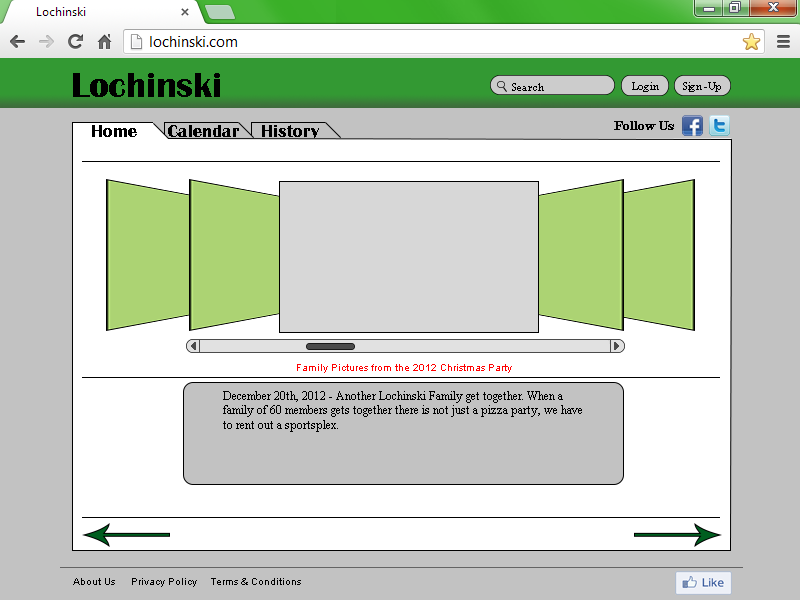 Lochinski
lochinski.com
Lochinski
Search
Login
Sign-Up
Home
Calendar
History
Follow Us
Family Pictures from the 2012 Christmas Party
December 20th, 2012 - Another Lochinski Family get together. When a
family of 60 members gets together there is not just a pizza party, we have
to rent out a sportsplex.
About Us
Privacy Policy
Terms & Conditions
Like